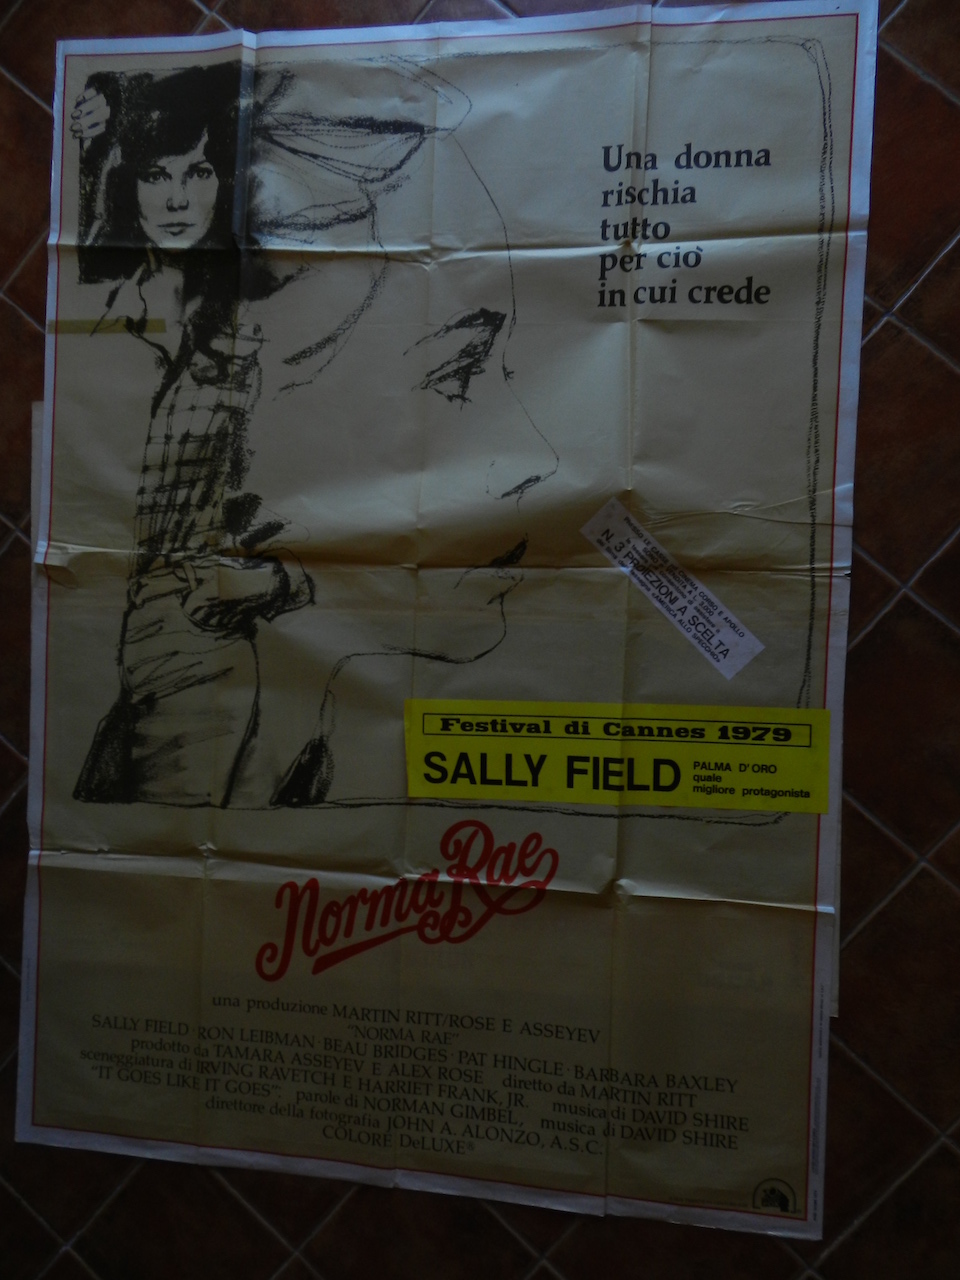 Una donna
rischia
tutto
per ciò
in cui crede
N. 3 PROIEZIONI A SCELTA
Festival di Cannes 1979
SALLY FIELD
PALMA D'ORO
quale
migliore protagonista
Norma Rae
una produzione MARTIN RITT/ROSE E ASSEYEV
"NORMA RAE"
SALLY FIELD · RON LEIBMAN · BEAU BRIDGES · PAT HINGLE · BARBARA BAXLEY
prodotto da TAMARA ASSEYEV E ALEX ROSE diretto da MARTIN RITT
sceneggiatura di IRVING RAVETCH E HARRIET FRANK, JR. musica di DAVID SHIRE
"IT GOES LIKE IT GOES": parole di NORMAN GIMBEL, musica di DAVID SHIRE
direttore della fotografia JOHN A. ALONZO, A.S.C.
COLORE DeLUXE®